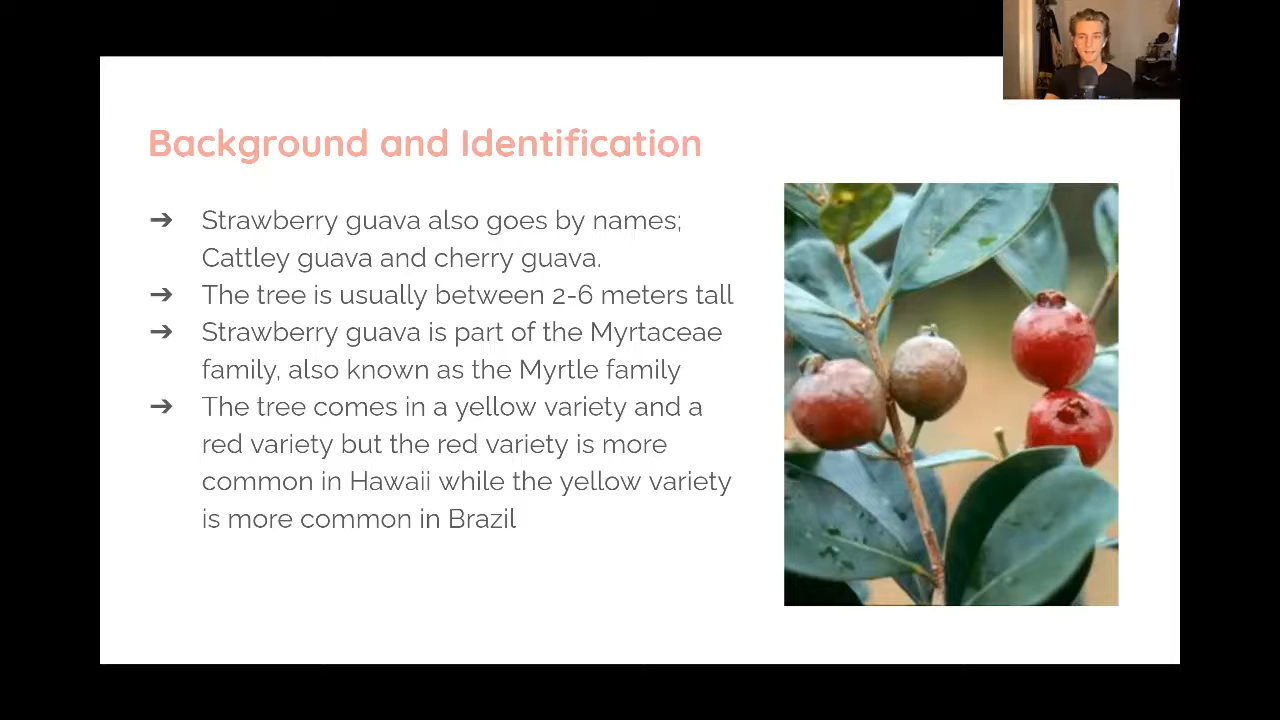 Background and Identification
➔ Strawberry guava also goes by names;
Cattley guava and cherry guava.
➔ The tree is usually between 2-6 meters tall
➔ Strawberry guava is part of the Myrtaceae
family, also known as the Myrtle family
➔ The tree comes in a yellow variety and a
red variety but the red variety is more
common in Hawaii while the yellow variety
is more common in Brazil